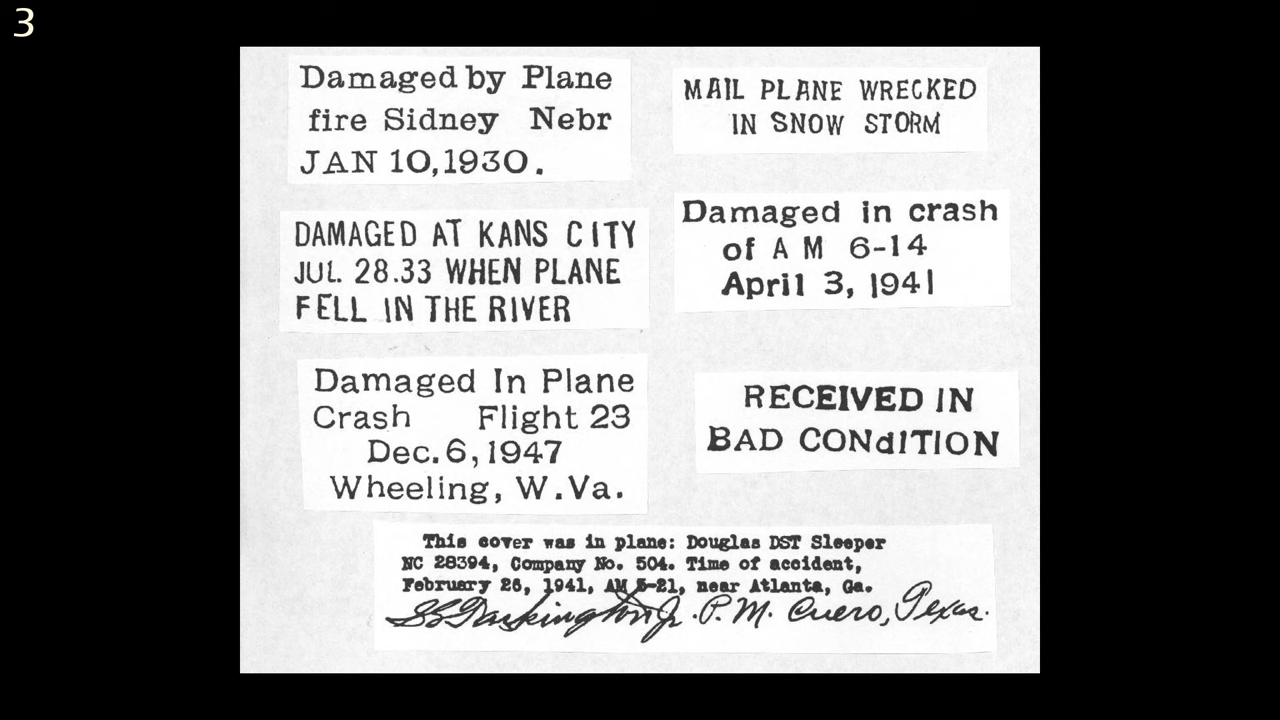 3
Damaged by Plane
fire Sidney Nebr
JAN 10,1930.
MAIL PLANE WRECKED
IN SNOW STORM
DAMAGED AT KANS CITY
JUL 28.33 WHEN PLANE
FELL IN THE RIVER
Damaged in crash
of A M 6-14
April 3, 1941
Damaged In Plane
Crash Flight 23
Dec. 6, 1947
Wheeling, W.Va.
RECEIVED IN
BAD CONdITION
This cover was in plane: Douglas DST Sleeper
NC 28394, Company No. 504. Time of accident,
February 26, 1941, AM 5-21, near Atlanta, Ga.
Jr. P. M. Cuero, Texas.